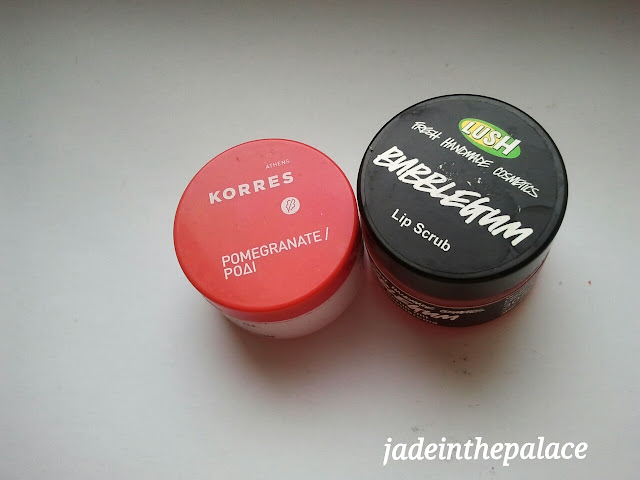 ATHENS
KORRES
POMEGRANATE /
ΡΟΔΙ
LUSH
FRESH HANDMADE COSMETICS
BUBBLEGUM
Lip Scrub
jadeinthepalace